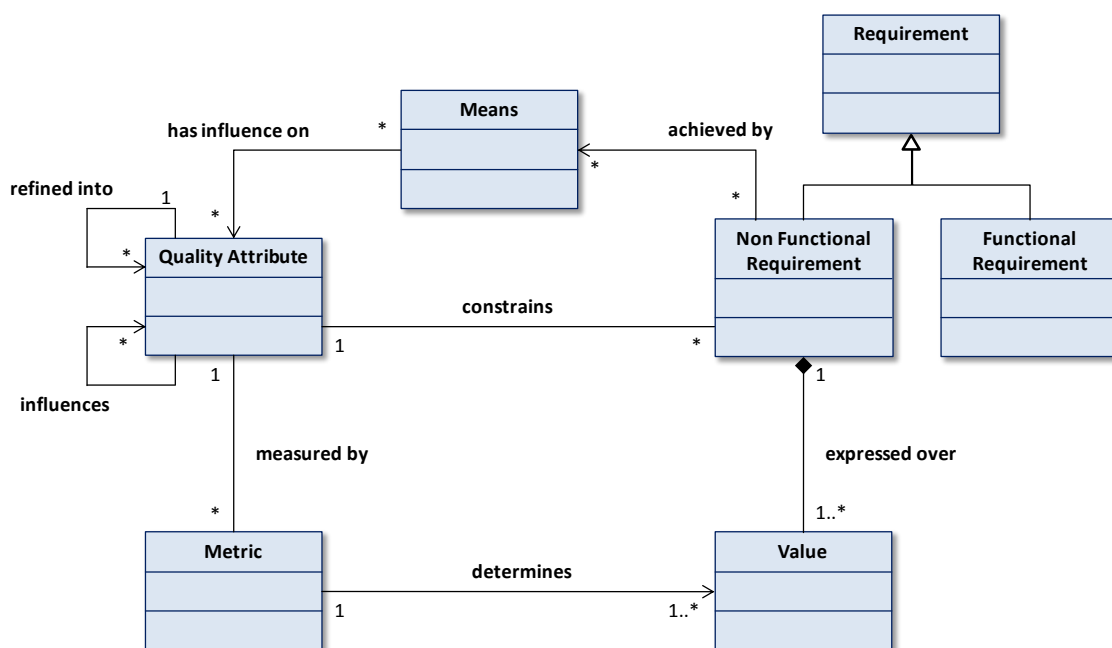 Requirement
Means
has influence on
*
achieved by
*
refined into
1
*
*
*
Quality Attribute
Non Functional
Requirement
Functional
Requirement
constrains
*
1
*
1
1
influences
measured by
expressed over
*
1..*
Metric
Value
determines
1
1..*